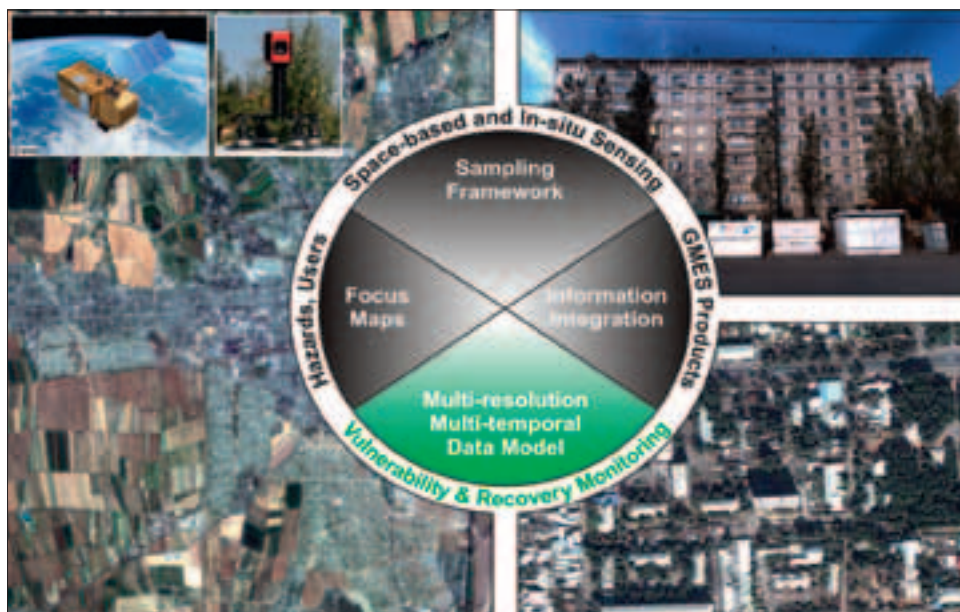 Space-based and In-situ Sensing
Sampling
Framework
Hazards, Users
Focus
Maps
Information
Integration
GMES Products
Multi-resolution
Multi-temporal
Data Model
Vulnerability & Recovery Monitoring